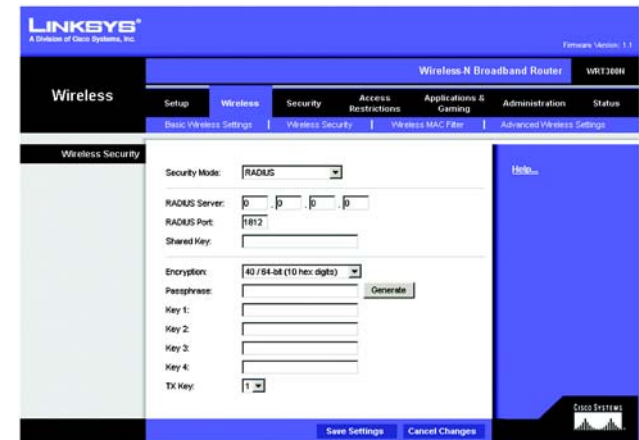 LINKSYS®
A Division of Cisco Systems, Inc.
Firmware Version: 1.1
Wireless-N Broadband Router WRT300N
Wireless
Setup Wireless Security Access Restrictions Applications & Gaming Administration Status
Basic Wireless Settings | Wireless Security | Wireless MAC Filter | Advanced Wireless Settings
Wireless Security
Help...
Security Mode: RADIUS
RADIUS Server: 0 . 0 . 0 . 0
RADIUS Port: 1812
Shared Key:
Encryption: 40 / 64-bit (10 hex digits)
Passphrase: Generate
Key 1:
Key 2:
Key 3:
Key 4:
TX Key: 1
CISCO SYSTEMS
Save Settings Cancel Changes